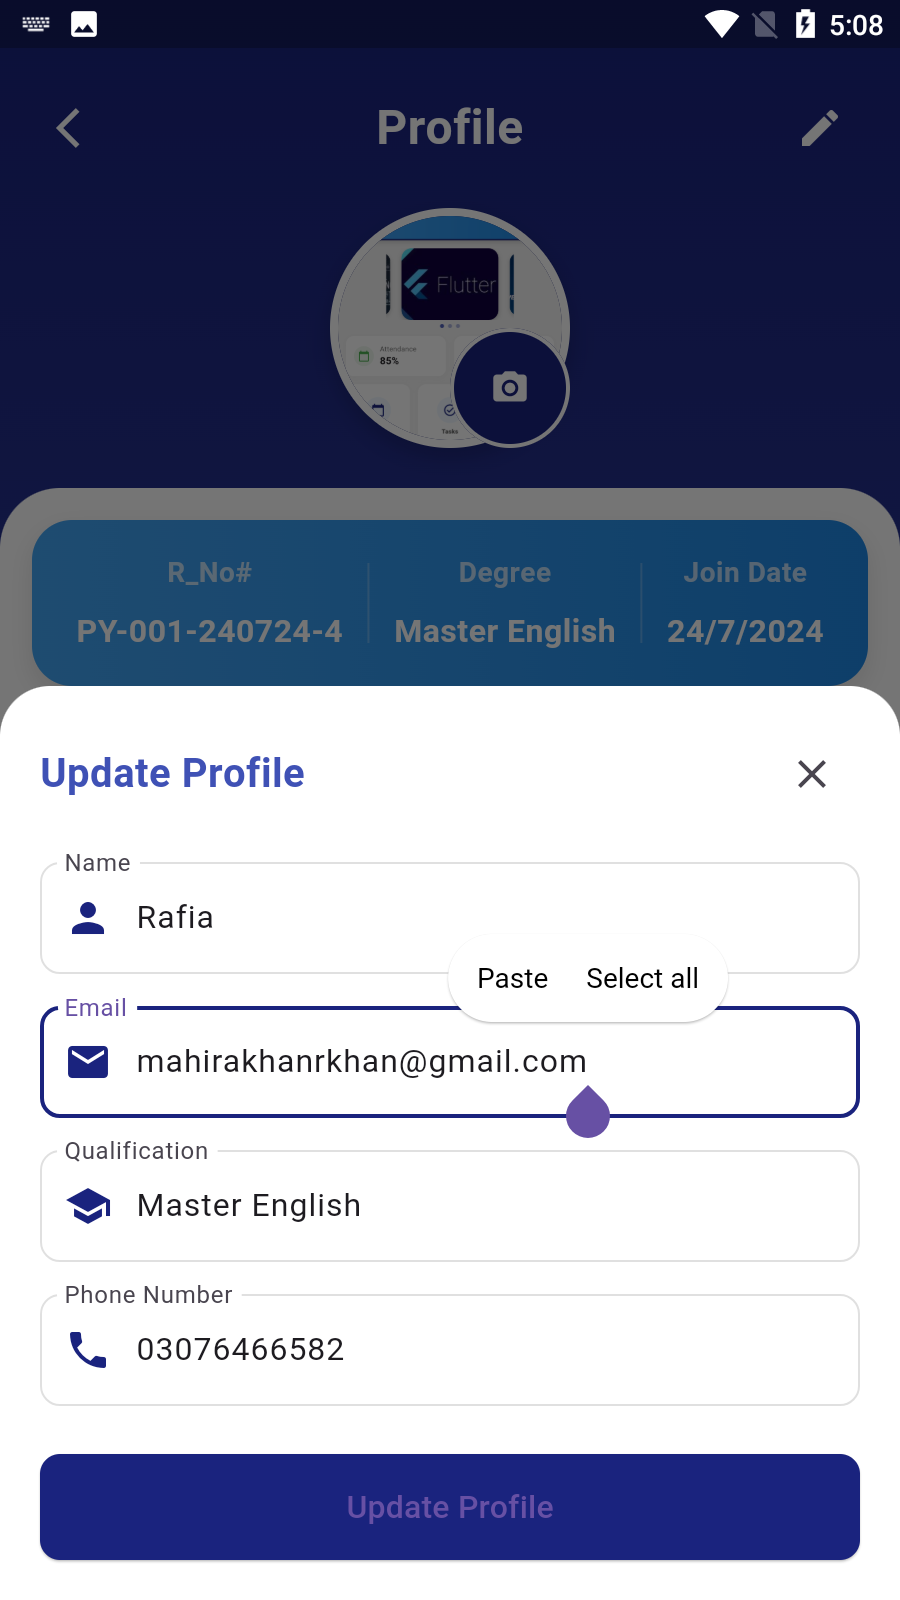 5:08
Profile
Flutter
Attendance
85%
Tasks
R_No# Degree Join Date
PY-001-240724-4 Master English 24/7/2024
Update Profile
Name
Rafia
Paste Select all
Email
mahirakhanrkhan@gmail.com
Qualification
Master English
Phone Number
03076466582
Update Profile